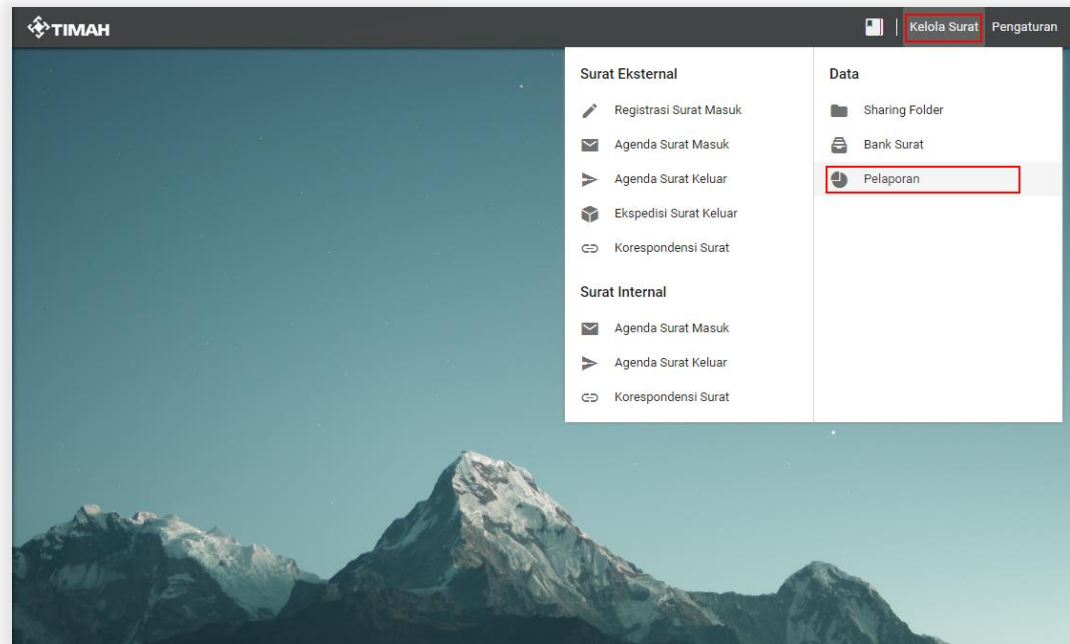 TIMAH
Kelola Surat
Pengaturan
Surat Eksternal
Registrasi Surat Masuk
Agenda Surat Masuk
Agenda Surat Keluar
Ekspedisi Surat Keluar
Korespondensi Surat
Surat Internal
Agenda Surat Masuk
Agenda Surat Keluar
Korespondensi Surat
Data
Sharing Folder
Bank Surat
Pelaporan